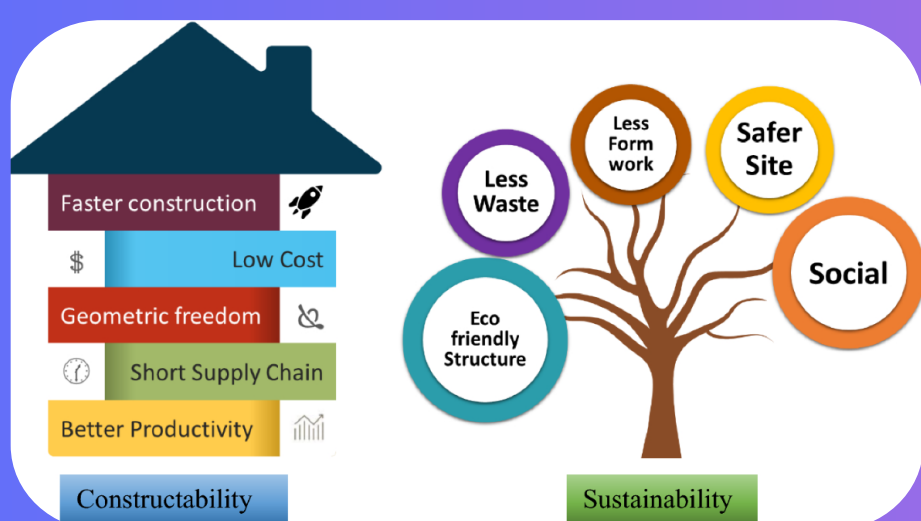 Faster construction
$
Low Cost
Geometric freedom
Short Supply Chain
Better Productivity
Constructability
Less
Waste
Less
Form
work
Safer
Site
Social
Eco
friendly
Structure
Sustainability